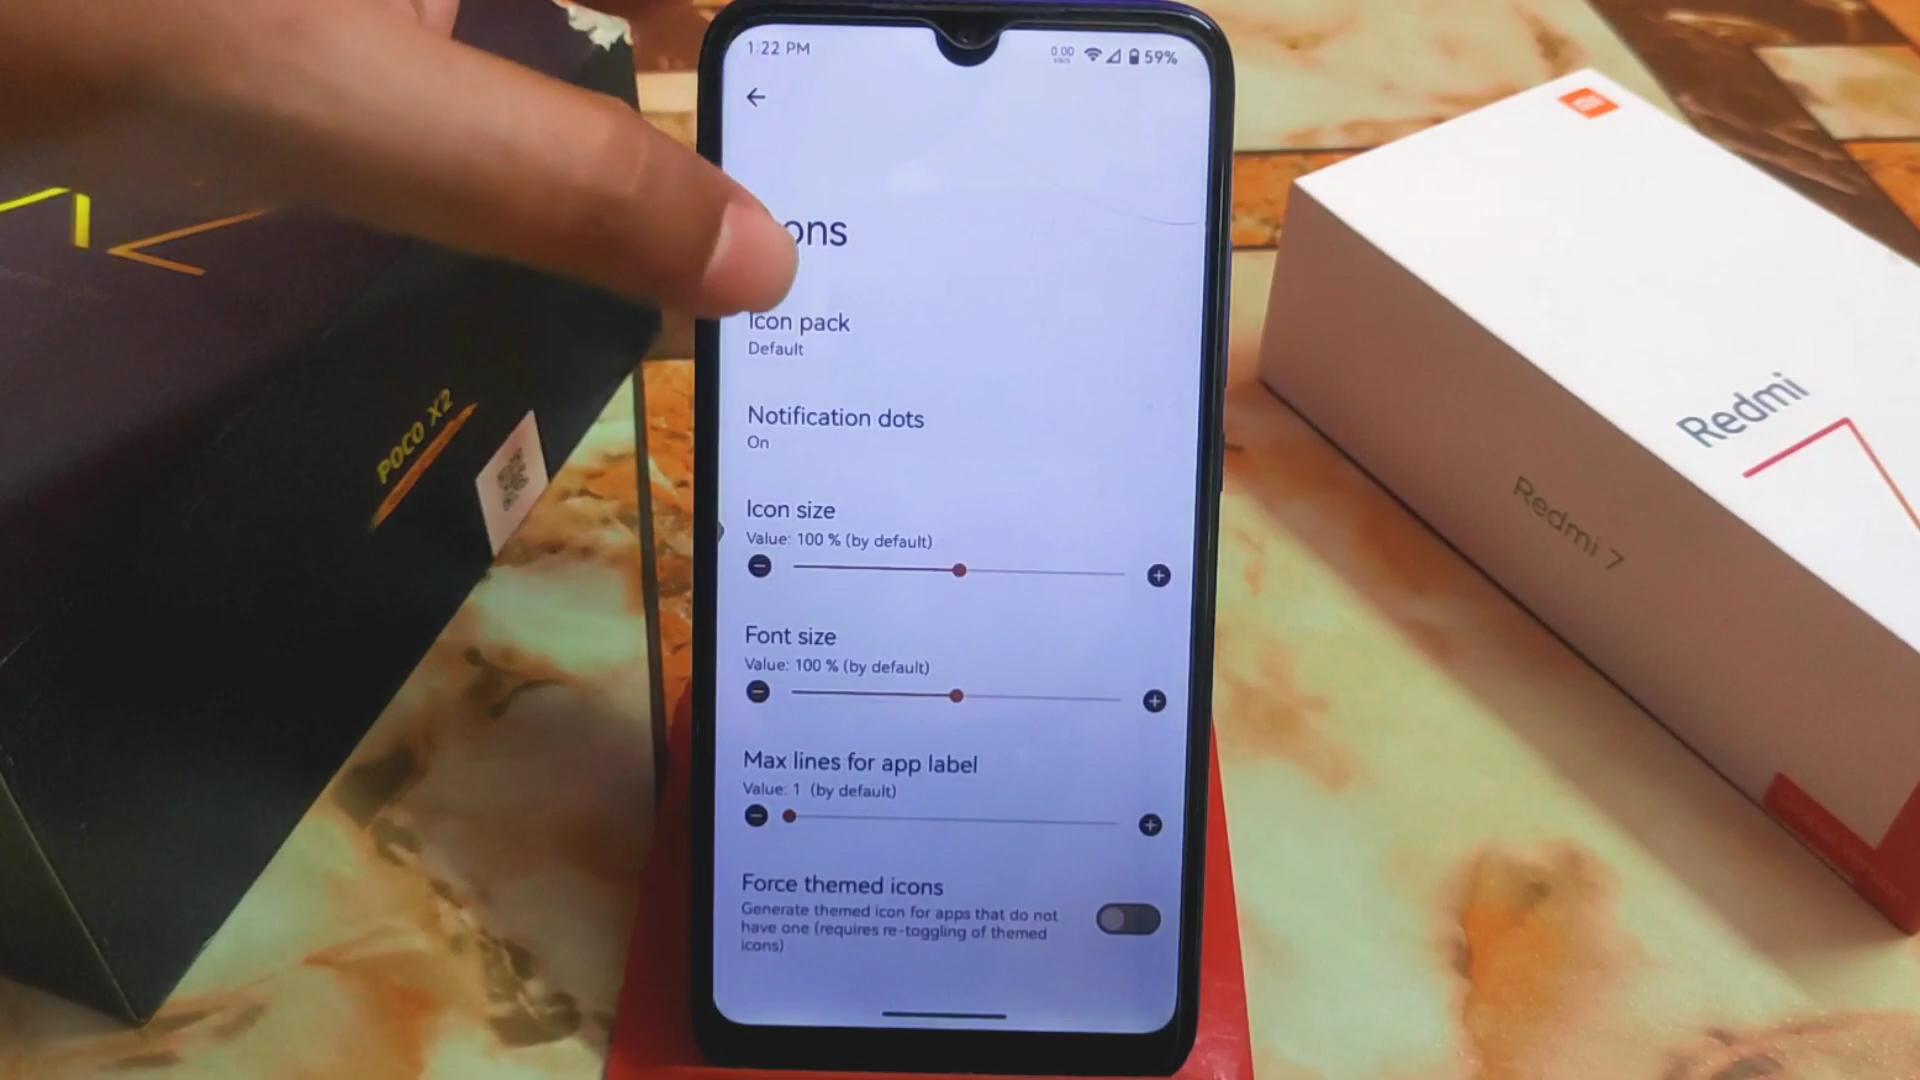 1:22 PM
0.00
59%
ons
Icon pack
Default
Notification dots
On
Icon size
Value: 100 % (by default)
Font size
Value: 100 % (by default)
Max lines for app label
Value: 1 (by default)
Force themed icons
Generate themed icon for apps that do not
have one (requires re-toggling of themed
icons)
POCO X2
Redmi
Redmi 7